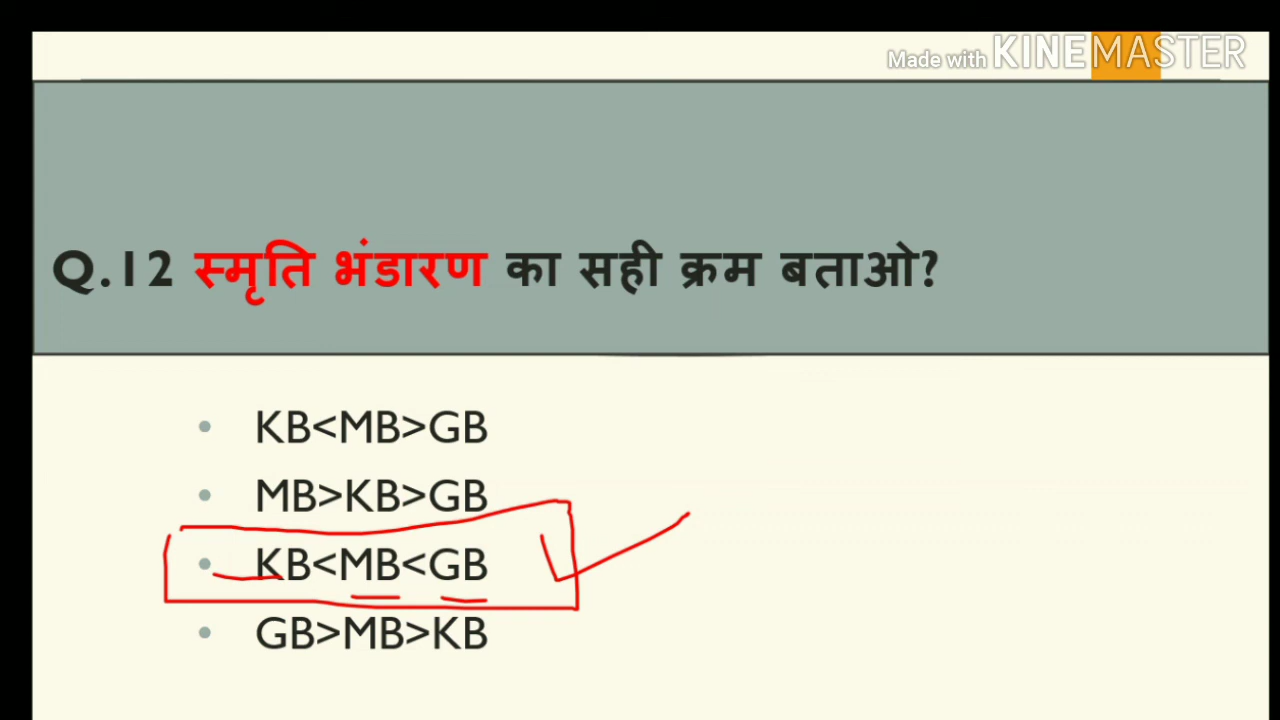 Made with KINEMASTER
Q.12 स्मृति भंडारण का सही क्रम बताओ?
• KB<MB>GB
• MB>KB>GB
• KB<MB<GB
• GB>MB>KB